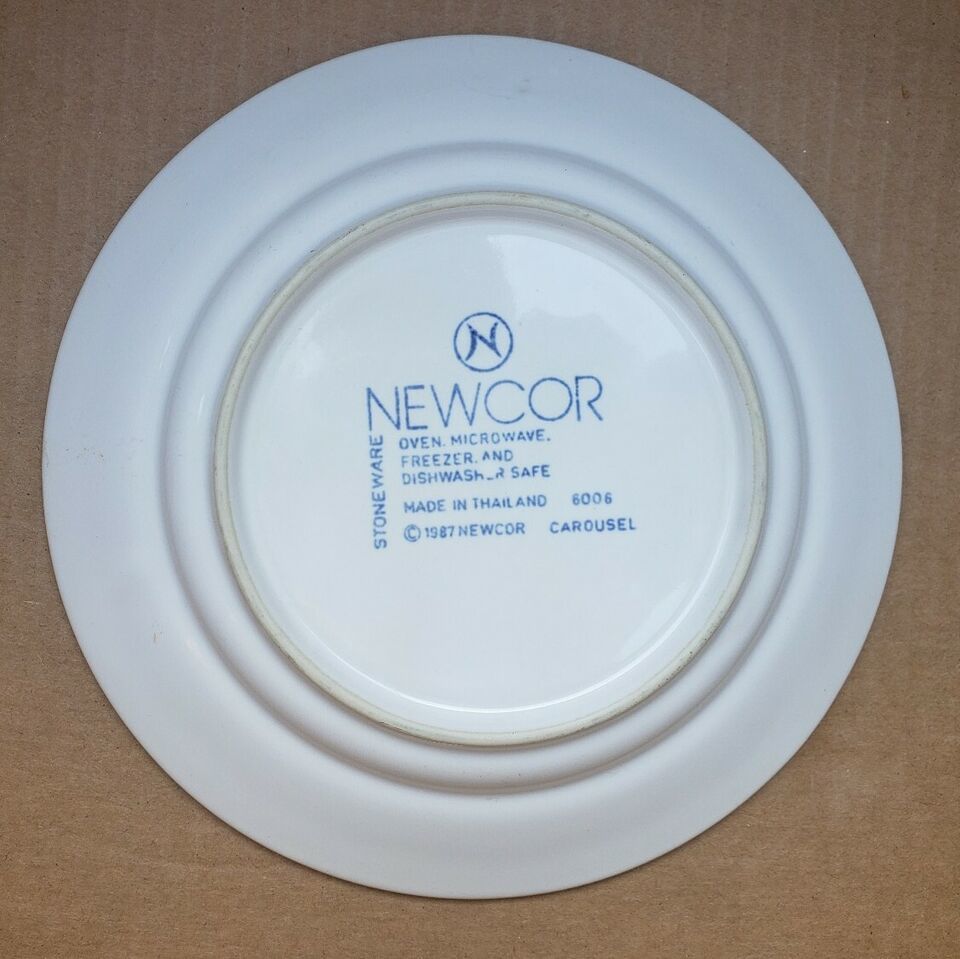 N
NEWCOR
STONEWARE
OVEN. MICROWAVE.
FREEZER. AND
SAFE
MADE IN THAILAND 6006
© 1987 NEWCOR CAROUSEL